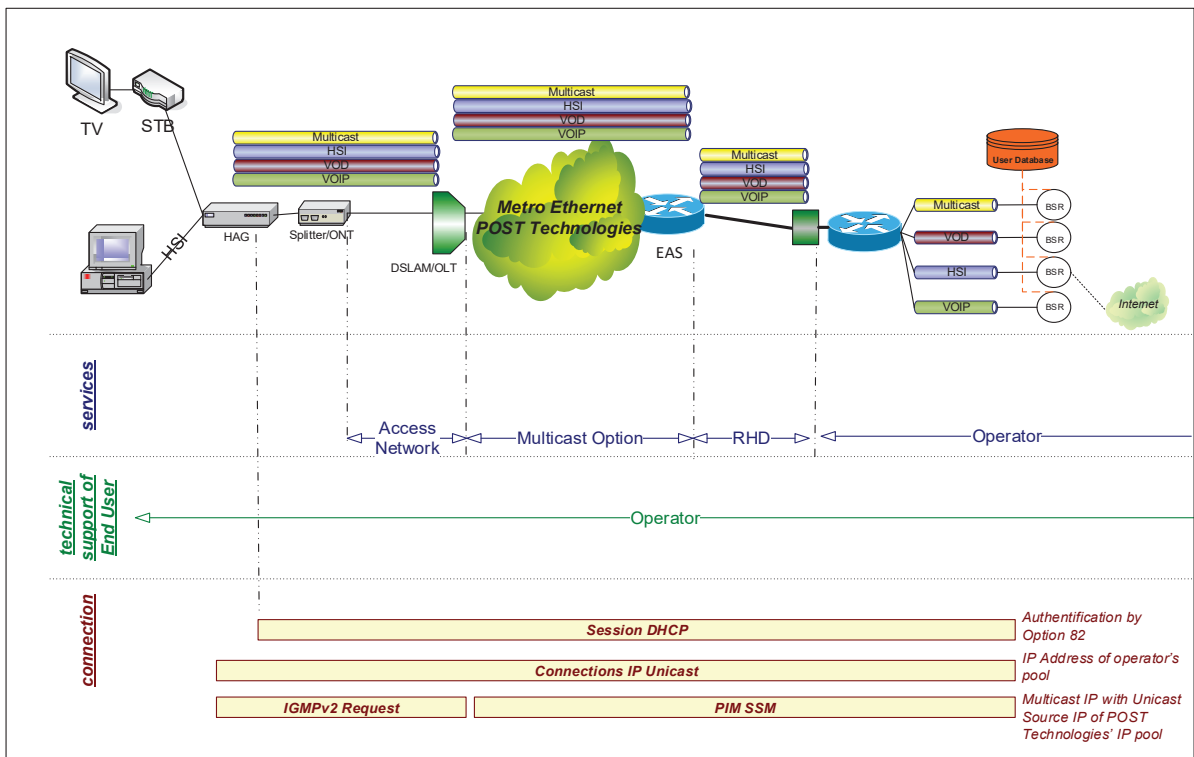 Multicast
HSI
VOD
VOIP
Multicast
HSI
VOD
VOIP
Multicast
HSI
VOD
VOIP
TV
STB
User Database
Multicast
BSR
VOD
BSR
HSI
BSR
VOIP
BSR
Internet
HSI
HAG
Splitter/ONT
DSLAM/OLT
Metro Ethernet
POST Technologies
EAS
services
Access
Network
Multicast Option
RHD
Operator
technical
support of
End User
Operator
connection
Session DHCP
Authentification by
Option 82
Connections IP Unicast
IP Address of operator's
pool
IGMPv2 Request
PIM SSM
Multicast IP with Unicast
Source IP of POST
Technologies' IP pool